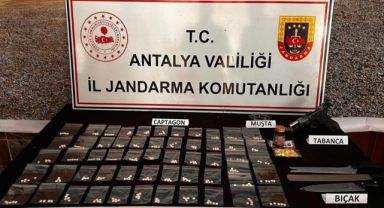 T.C.
ANTALYA VALİLİĞİ
İL JANDARMA KOMUTANLIĞI
CAPTAGON
MUŞTA
TABANCA
BIÇAK